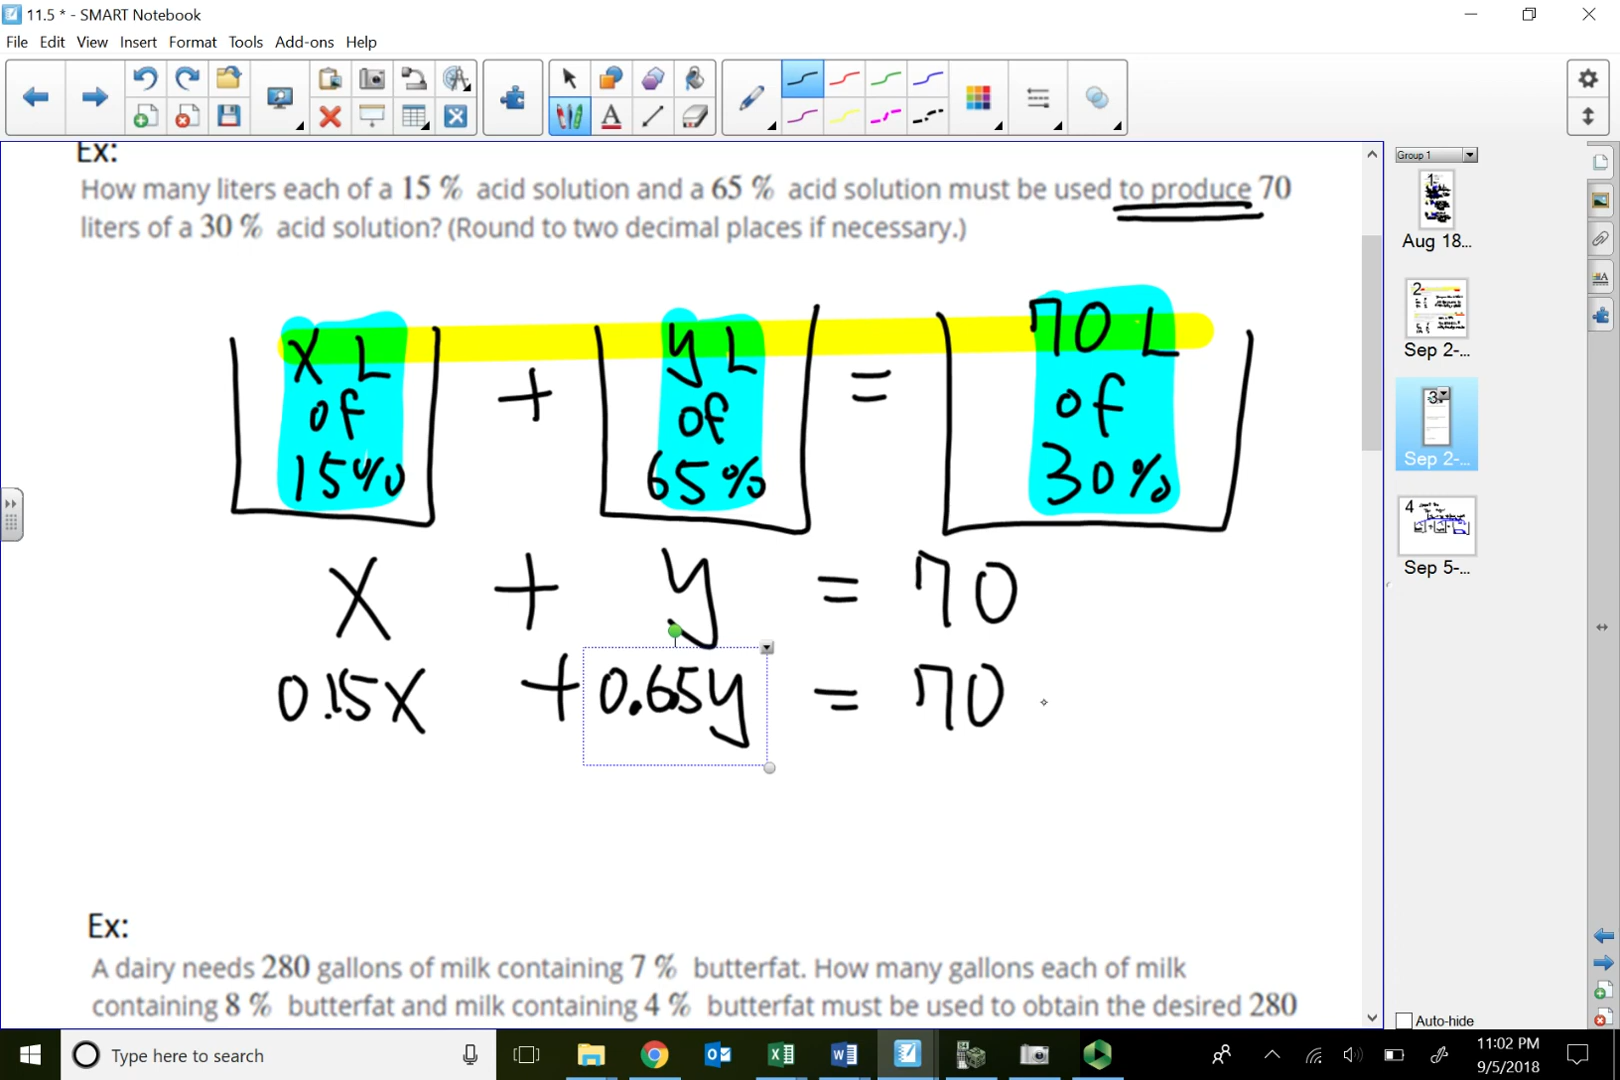 11.5 * - SMART Notebook
File Edit View Insert Format Tools Add-ons Help
Group 1
Ex:
How many liters each of a 15 % acid solution and a 65 % acid solution must be used to produce 70
liters of a 30 % acid solution? (Round to two decimal places if necessary.)
x L + y L = 70 L
of of of
15% 65% 30%
x + y = 70
0.15x + 0.65y = 70
Ex:
A dairy needs 280 gallons of milk containing 7 % butterfat. How many gallons each of milk
containing 8 % butterfat and milk containing 4 % butterfat must be used to obtain the desired 280
1
Aug 18...
2
Sep 2-...
3
Sep 2-...
4
Sep 5-...
Auto-hide
Type here to search
11:02 PM
9/5/2018